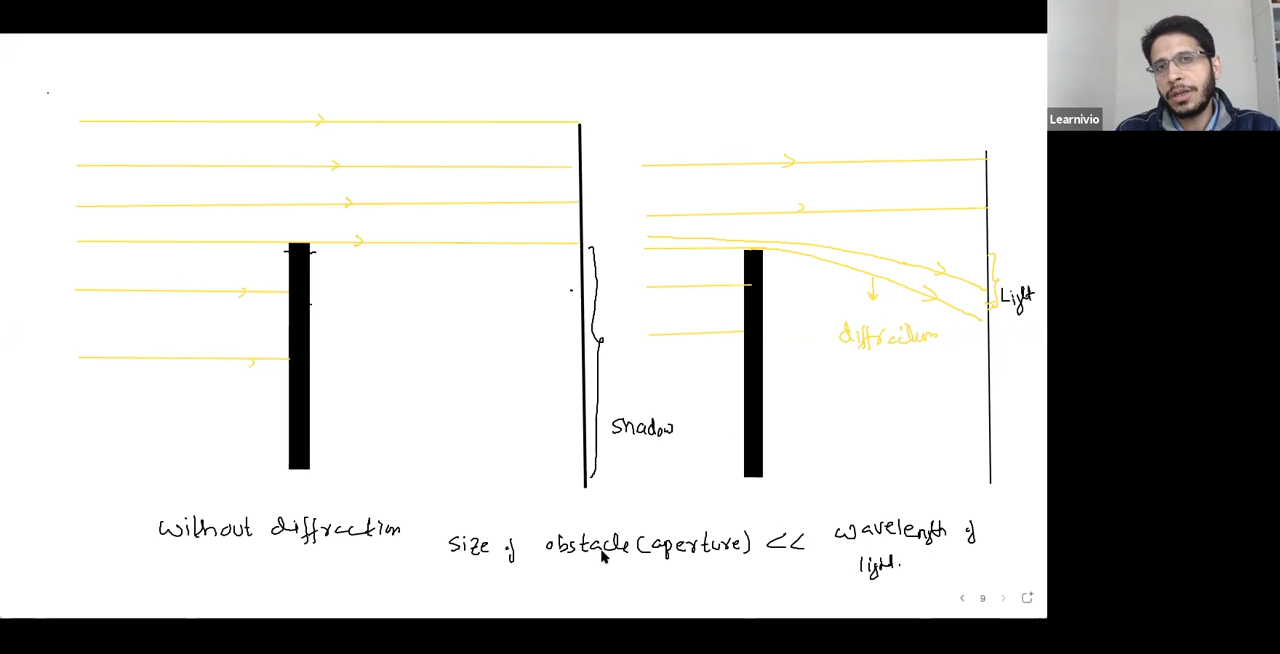 Learnivio
Light
diffraction
Shadow
without diffraction
Size of obstacle (aperture) << wavelength of
light.
9